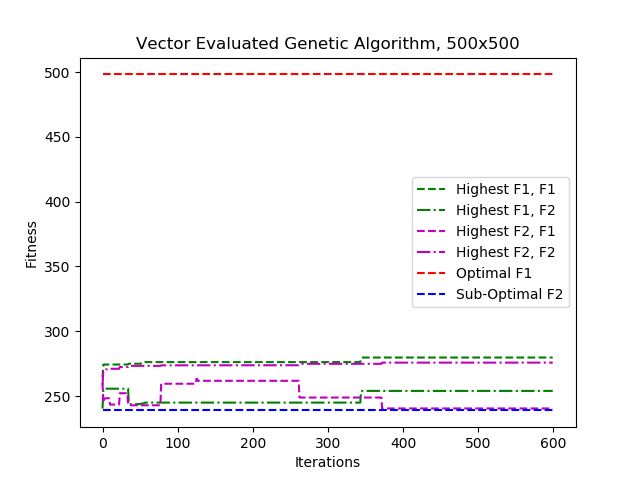 Vector Evaluated Genetic Algorithm, 500x500
Fitness
500
450
400
350
300
250
Highest F1, F1
Highest F1, F2
Highest F2, F1
Highest F2, F2
Optimal F1
Sub-Optimal F2
0 100 200 300 400 500 600
Iterations